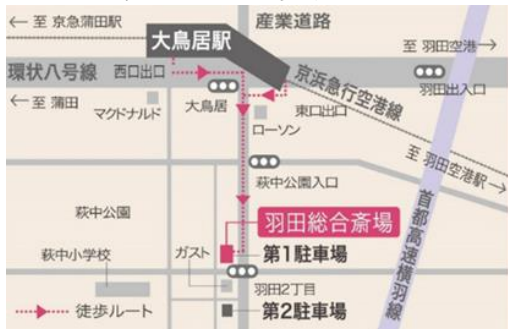 ← 至 京急蒲田駅
産業道路
大鳥居駅
至 羽田空港→
環状八号線
西口出口
京浜急行空港線
羽田出入口
← 至 蒲田
マクドナルド
大鳥居
東口出口
ローソン
至 羽田空港駅→
萩中公園入口
萩中公園
羽田総合斎場
首都高速横羽線
萩中小学校
ガスト
第1駐車場
羽田2丁目
徒歩ルート
第2駐車場